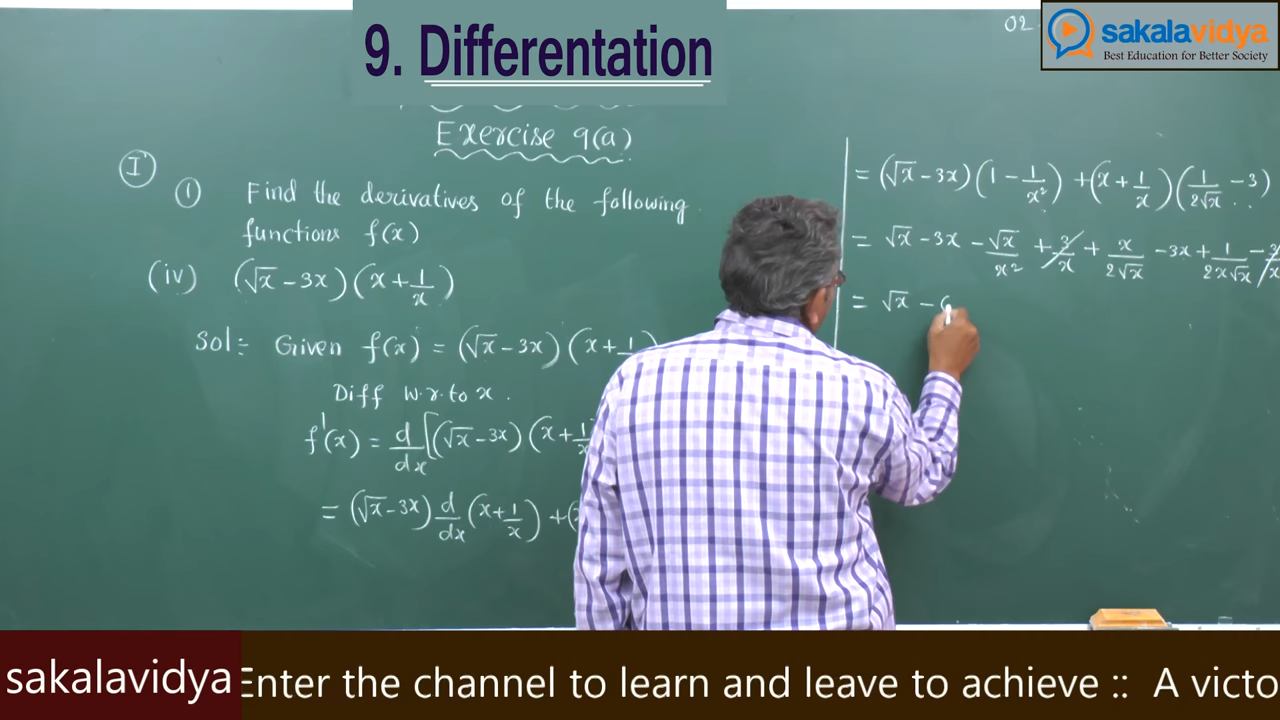 9. Differentation
02
sakalavidya
Best Education for Better Society
Exercise 9(a)
I
(1) Find the derivatives of the following
functions f(x)
(iv) (√x - 3x)(x + 1/x)
Sol: Given f(x) = (√x - 3x)(x + 1
Diff w.r.to x.
f'(x) = d/dx [(√x - 3x)(x + 1/x
= (√x - 3x) d/dx (x + 1/x) + (
= (√x - 3x)(1 - 1/x²) + (x + 1/x)(1/2√x - 3)
= √x - 3x - √x/x² + 3/x + x/2√x - 3x + 1/2x√x - 3/x
= √x - 6
sakalavidya
Enter the channel to learn and leave to achieve :: A victo